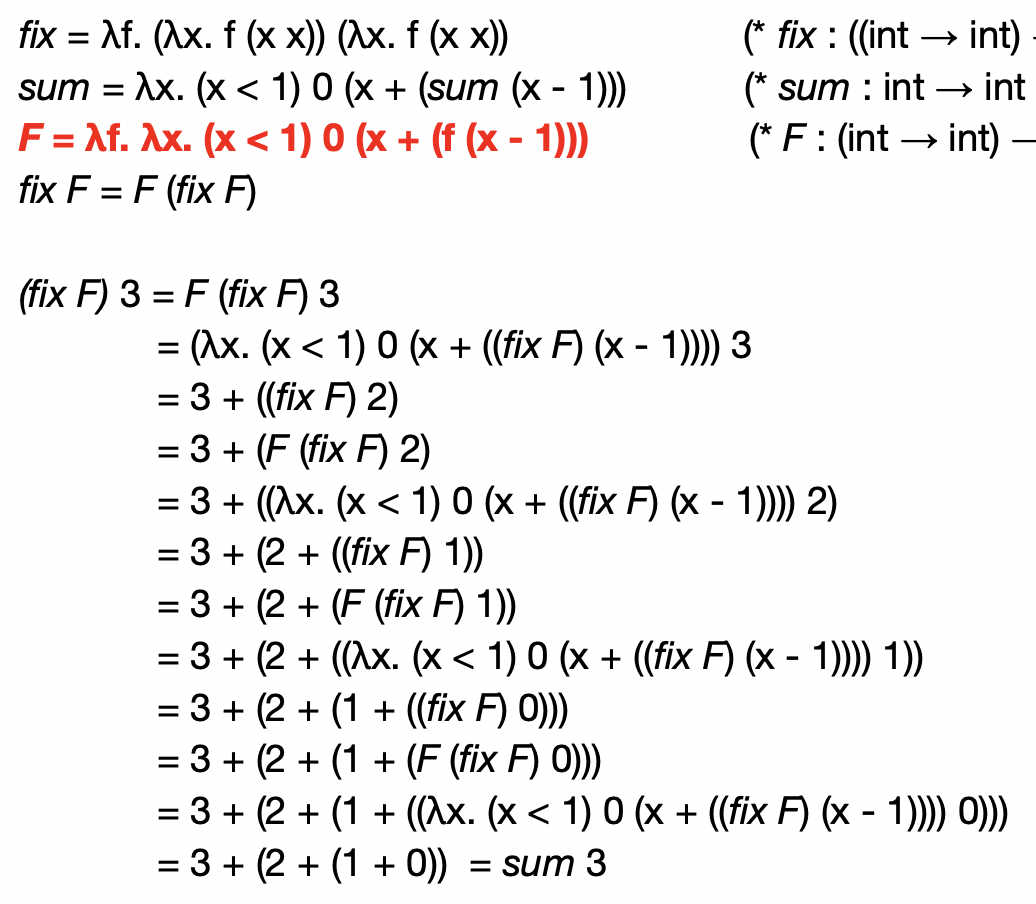 fix = λf. (λx. f (x x)) (λx. f (x x)) (* fix : ((int → int) -
sum = λx. (x < 1) 0 (x + (sum (x - 1))) (* sum : int → int
F = λf. λx. (x < 1) 0 (x + (f (x - 1))) (* F : (int → int) –
fix F = F (fix F)
(fix F) 3 = F (fix F) 3
= (λx. (x < 1) 0 (x + ((fix F) (x - 1)))) 3
= 3 + ((fix F) 2)
= 3 + (F (fix F) 2)
= 3 + ((λx. (x < 1) 0 (x + ((fix F) (x - 1)))) 2)
= 3 + (2 + ((fix F) 1))
= 3 + (2 + (F (fix F) 1))
= 3 + (2 + ((λx. (x < 1) 0 (x + ((fix F) (x - 1)))) 1))
= 3 + (2 + (1 + ((fix F) 0)))
= 3 + (2 + (1 + (F (fix F) 0)))
= 3 + (2 + (1 + ((λx. (x < 1) 0 (x + ((fix F) (x - 1)))) 0)))
= 3 + (2 + (1 + 0)) = sum 3